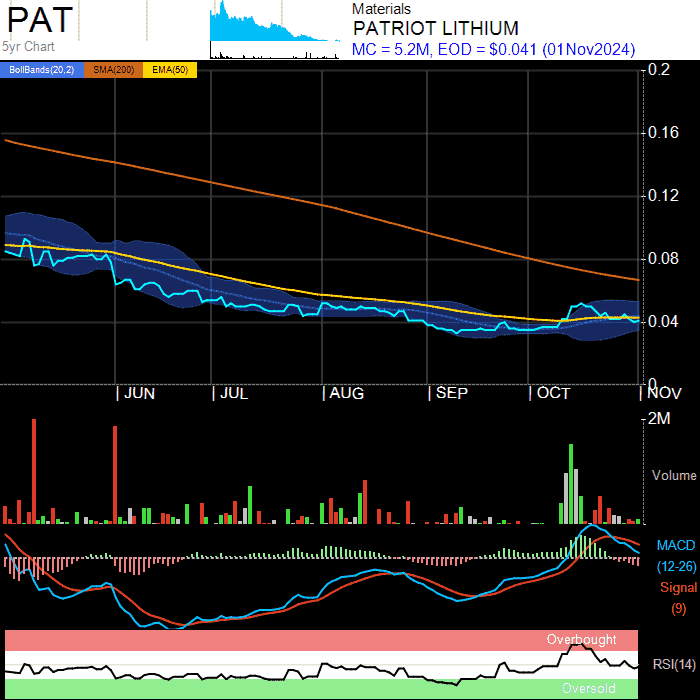 PAT
5yr Chart
Materials
PATRIOT LITHIUM
MC = 5.2M, EOD = $0.041 (01Nov2024)
BollBands(20,2) SMA(200) EMA(50)
0.2
0.16
0.12
0.08
0.04
0
JUN JUL AUG SEP OCT NOV
2M
Volume
MACD
(12-26)
Signal
(9)
Overbought
RSI(14)
Oversold